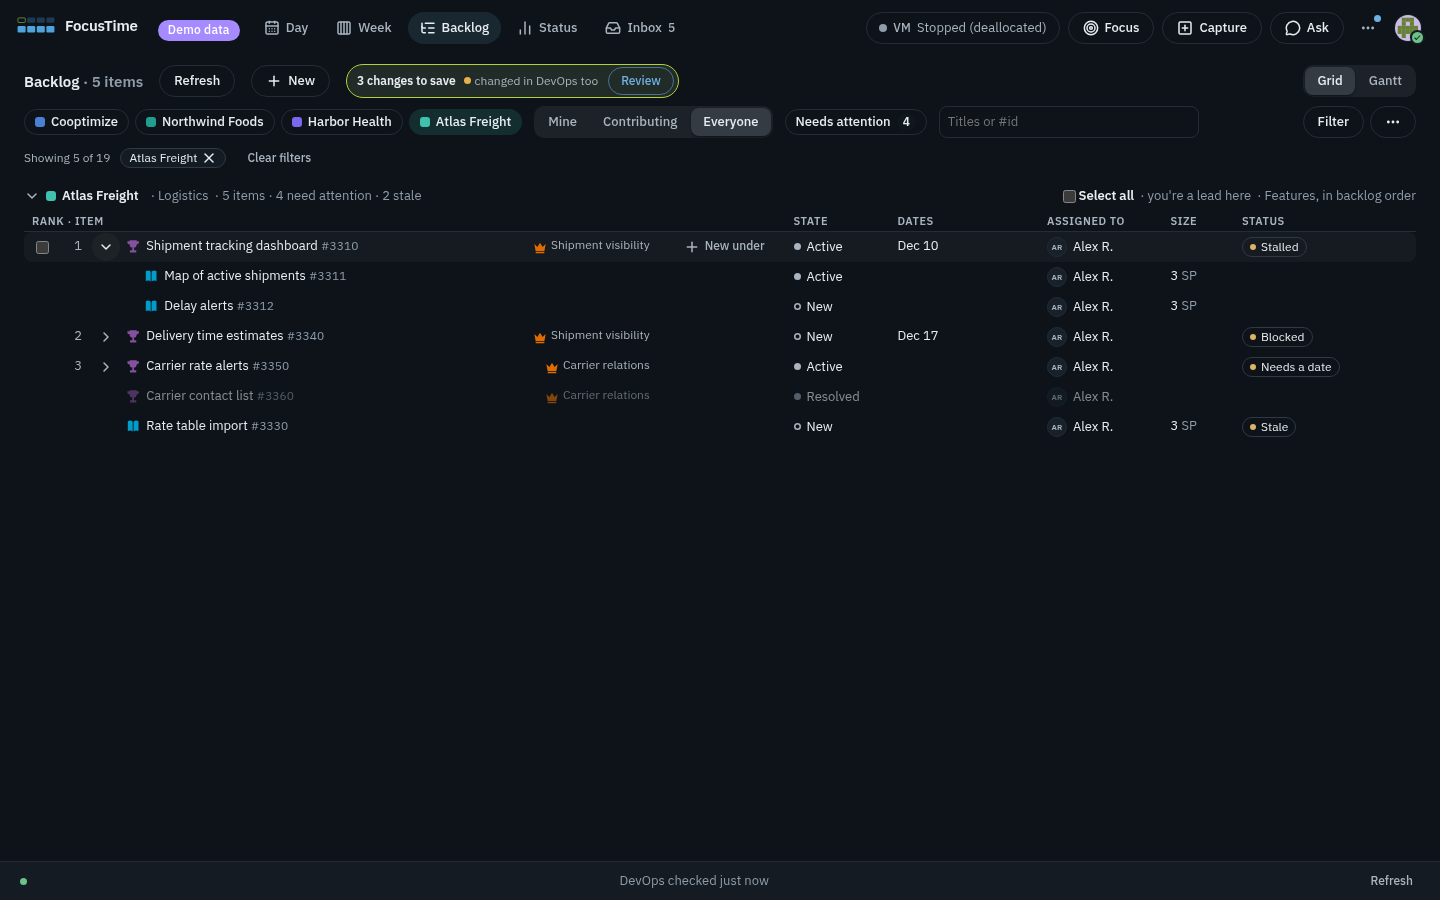 FocusTime Demo data Day Week Backlog Status Inbox 5 VM Stopped (deallocated) Focus Capture Ask
Backlog · 5 items Refresh New 3 changes to save changed in DevOps too Review Grid Gantt
Cooptimize Northwind Foods Harbor Health Atlas Freight Mine Contributing Everyone Needs attention 4 Titles or #id Filter
Showing 5 of 19 Atlas Freight Clear filters
Atlas Freight · Logistics · 5 items · 4 need attention · 2 stale Select all · you're a lead here · Features, in backlog order
RANK · ITEM STATE DATES ASSIGNED TO SIZE STATUS
1 Shipment tracking dashboard #3310 Shipment visibility New under Active Dec 10 AR Alex R. Stalled
Map of active shipments #3311 Active AR Alex R. 3 SP
Delay alerts #3312 New AR Alex R. 3 SP
2 Delivery time estimates #3340 Shipment visibility New Dec 17 AR Alex R. Blocked
3 Carrier rate alerts #3350 Carrier relations Active AR Alex R. Needs a date
Carrier contact list #3360 Carrier relations Resolved AR Alex R.
Rate table import #3330 New AR Alex R. 3 SP Stale
DevOps checked just now Refresh